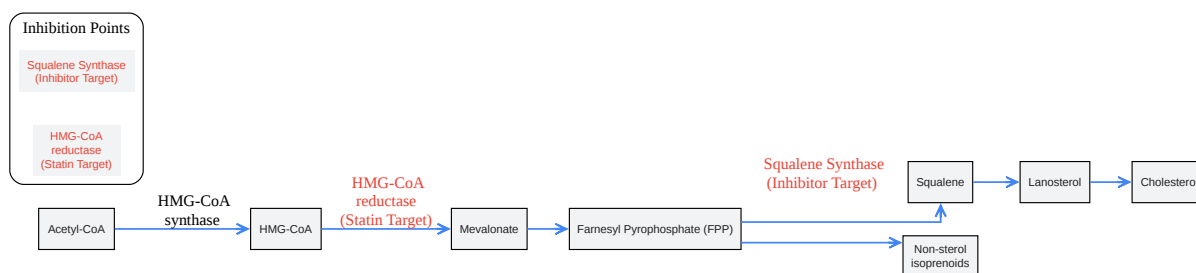 Inhibition Points
Squalene Synthase
(Inhibitor Target)
HMG-CoA
reductase
(Statin Target)
Acetyl-CoA
HMG-CoA
synthase
HMG-CoA
HMG-CoA
reductase
(Statin Target)
Mevalonate
Farnesyl Pyrophosphate (FPP)
Squalene Synthase
(Inhibitor Target)
Squalene
Lanosterol
Cholesterol
Non-sterol
isoprenoids